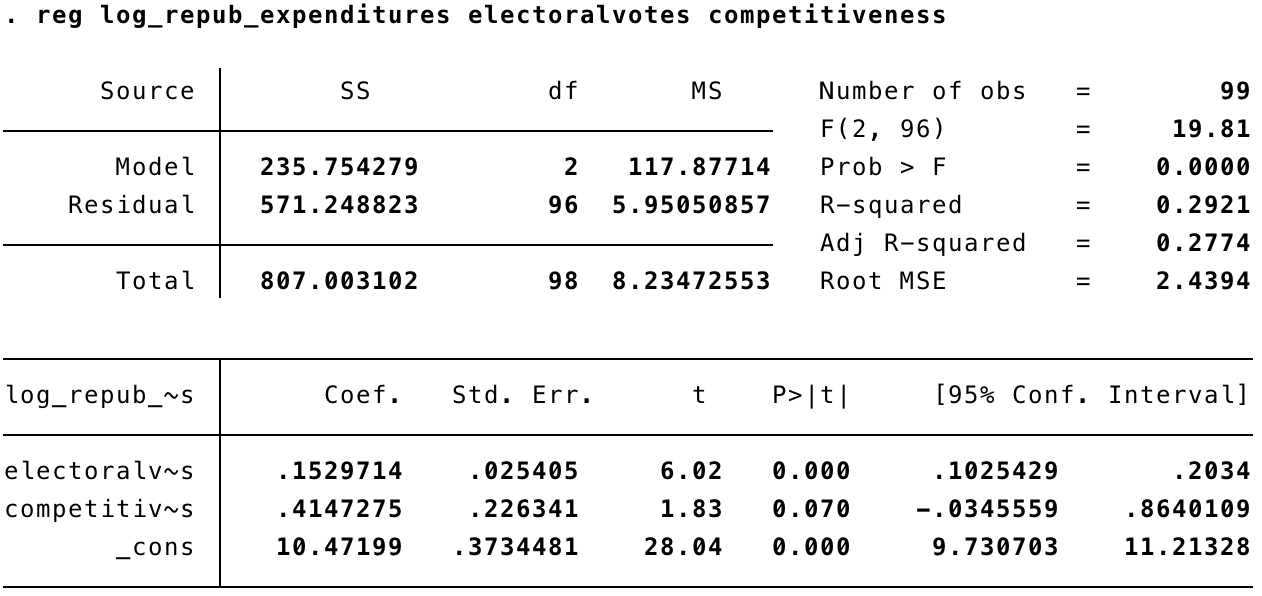 . reg log_repub_expenditures electoralvotes competitiveness
Source SS df MS Number of obs = 99
F(2, 96) = 19.81
Model 235.754279 2 117.87714 Prob > F = 0.0000
Residual 571.248823 96 5.95050857 R-squared = 0.2921
Adj R-squared = 0.2774
Total 807.003102 98 8.23472553 Root MSE = 2.4394
log_repub_~s Coef. Std. Err. t P>|t| [95% Conf. Interval]
electoralv~s .1529714 .025405 6.02 0.000 .1025429 .2034
competitiv~s .4147275 .226341 1.83 0.070 -.0345559 .8640109
_cons 10.47199 .3734481 28.04 0.000 9.730703 11.21328